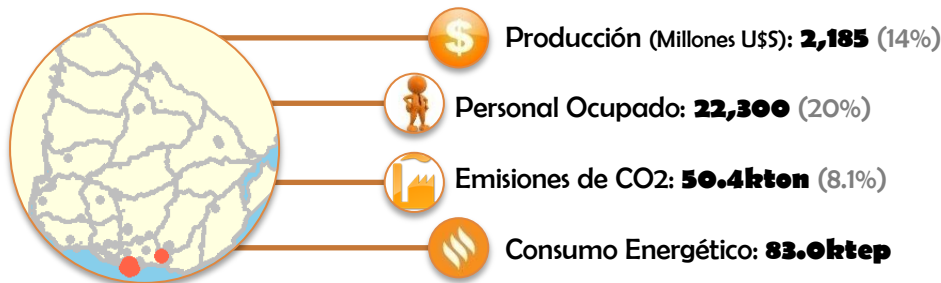 $
Producción (Millones U$S): 2,185 (14%)
Personal Ocupado: 22,300 (20%)
Emisiones de CO2: 50.4kton (8.1%)
Consumo Energético: 83.0ktep